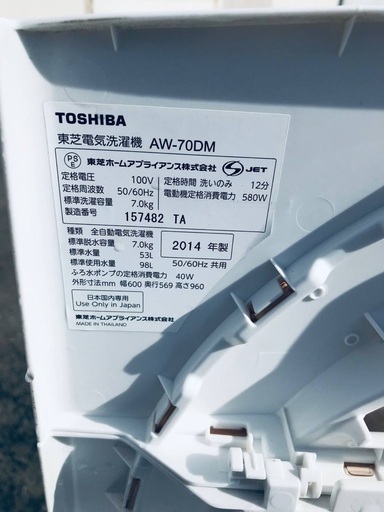 TOSHIBA
東芝電気洗濯機 AW-70DM
PS E 東芝ホームアプライアンス株式会社 S JET
定格電圧 100V 定格時間 洗いのみ 12分
定格周波数 50/60Hz 電動機定格消費電力 580W
標準洗濯容量 7.0kg
製造番号 157482 TA
種類 全自動電気洗濯機
標準脱水容量 7.0kg 2014 年製
標準水量 53L
標準使用水量 98L 50/60Hz 共用
ふろ水ポンプの定格消費電力 40W
外形寸法mm 幅600 奥行569 高さ960
日本国内専用
Use only in Japan
東芝ホームアプライアンス株式会社
MADE IN THAILAND